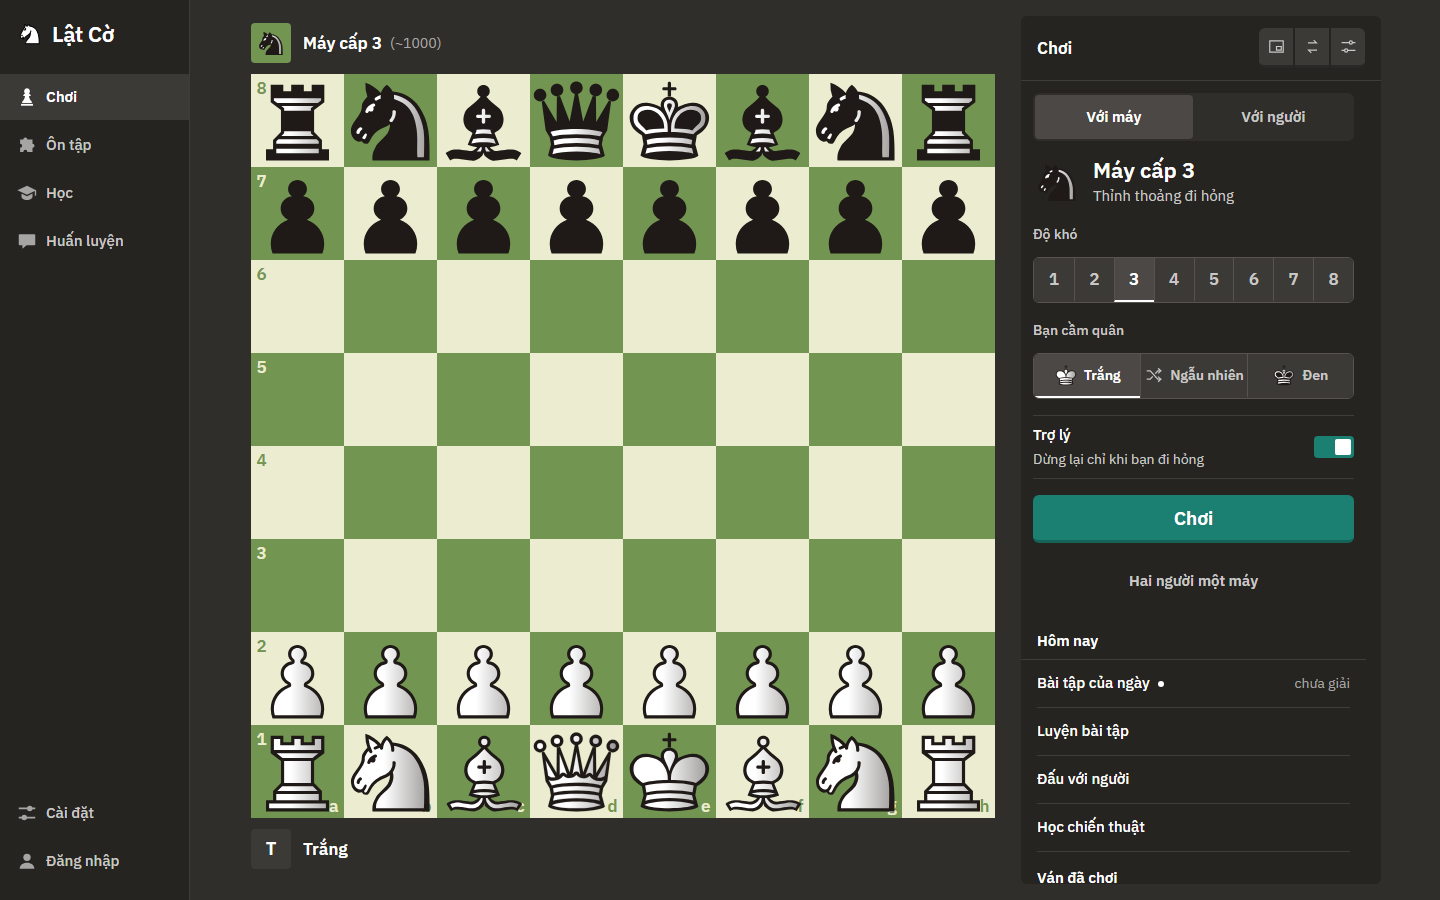 Lật Cờ
Chơi
Ôn tập
Học
Huấn luyện
Cài đặt
Đăng nhập
Máy cấp 3 (~1000)
8
7
6
5
4
3
2
1
a
c
d
e
f
g
h
T
Trắng
Chơi
Với máy
Với người
Máy cấp 3
Thỉnh thoảng đi hỏng
Độ khó
1 2 3 4 5 6 7 8
Bạn cầm quân
Trắng
Ngẫu nhiên
Đen
Trợ lý
Dừng lại chỉ khi bạn đi hỏng
Chơi
Hai người một máy
Hôm nay
Bài tập của ngày
chưa giải
Luyện bài tập
Đấu với người
Học chiến thuật
Ván đã chơi